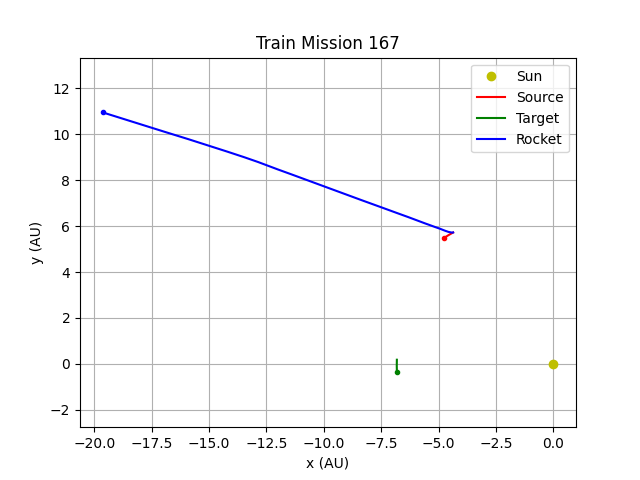 Train Mission 167
Sun
Source
Target
Rocket
12
10
8
6
4
2
0
−2
y (AU)
−20.0 −17.5 −15.0 −12.5 −10.0 −7.5 −5.0 −2.5 0.0
x (AU)